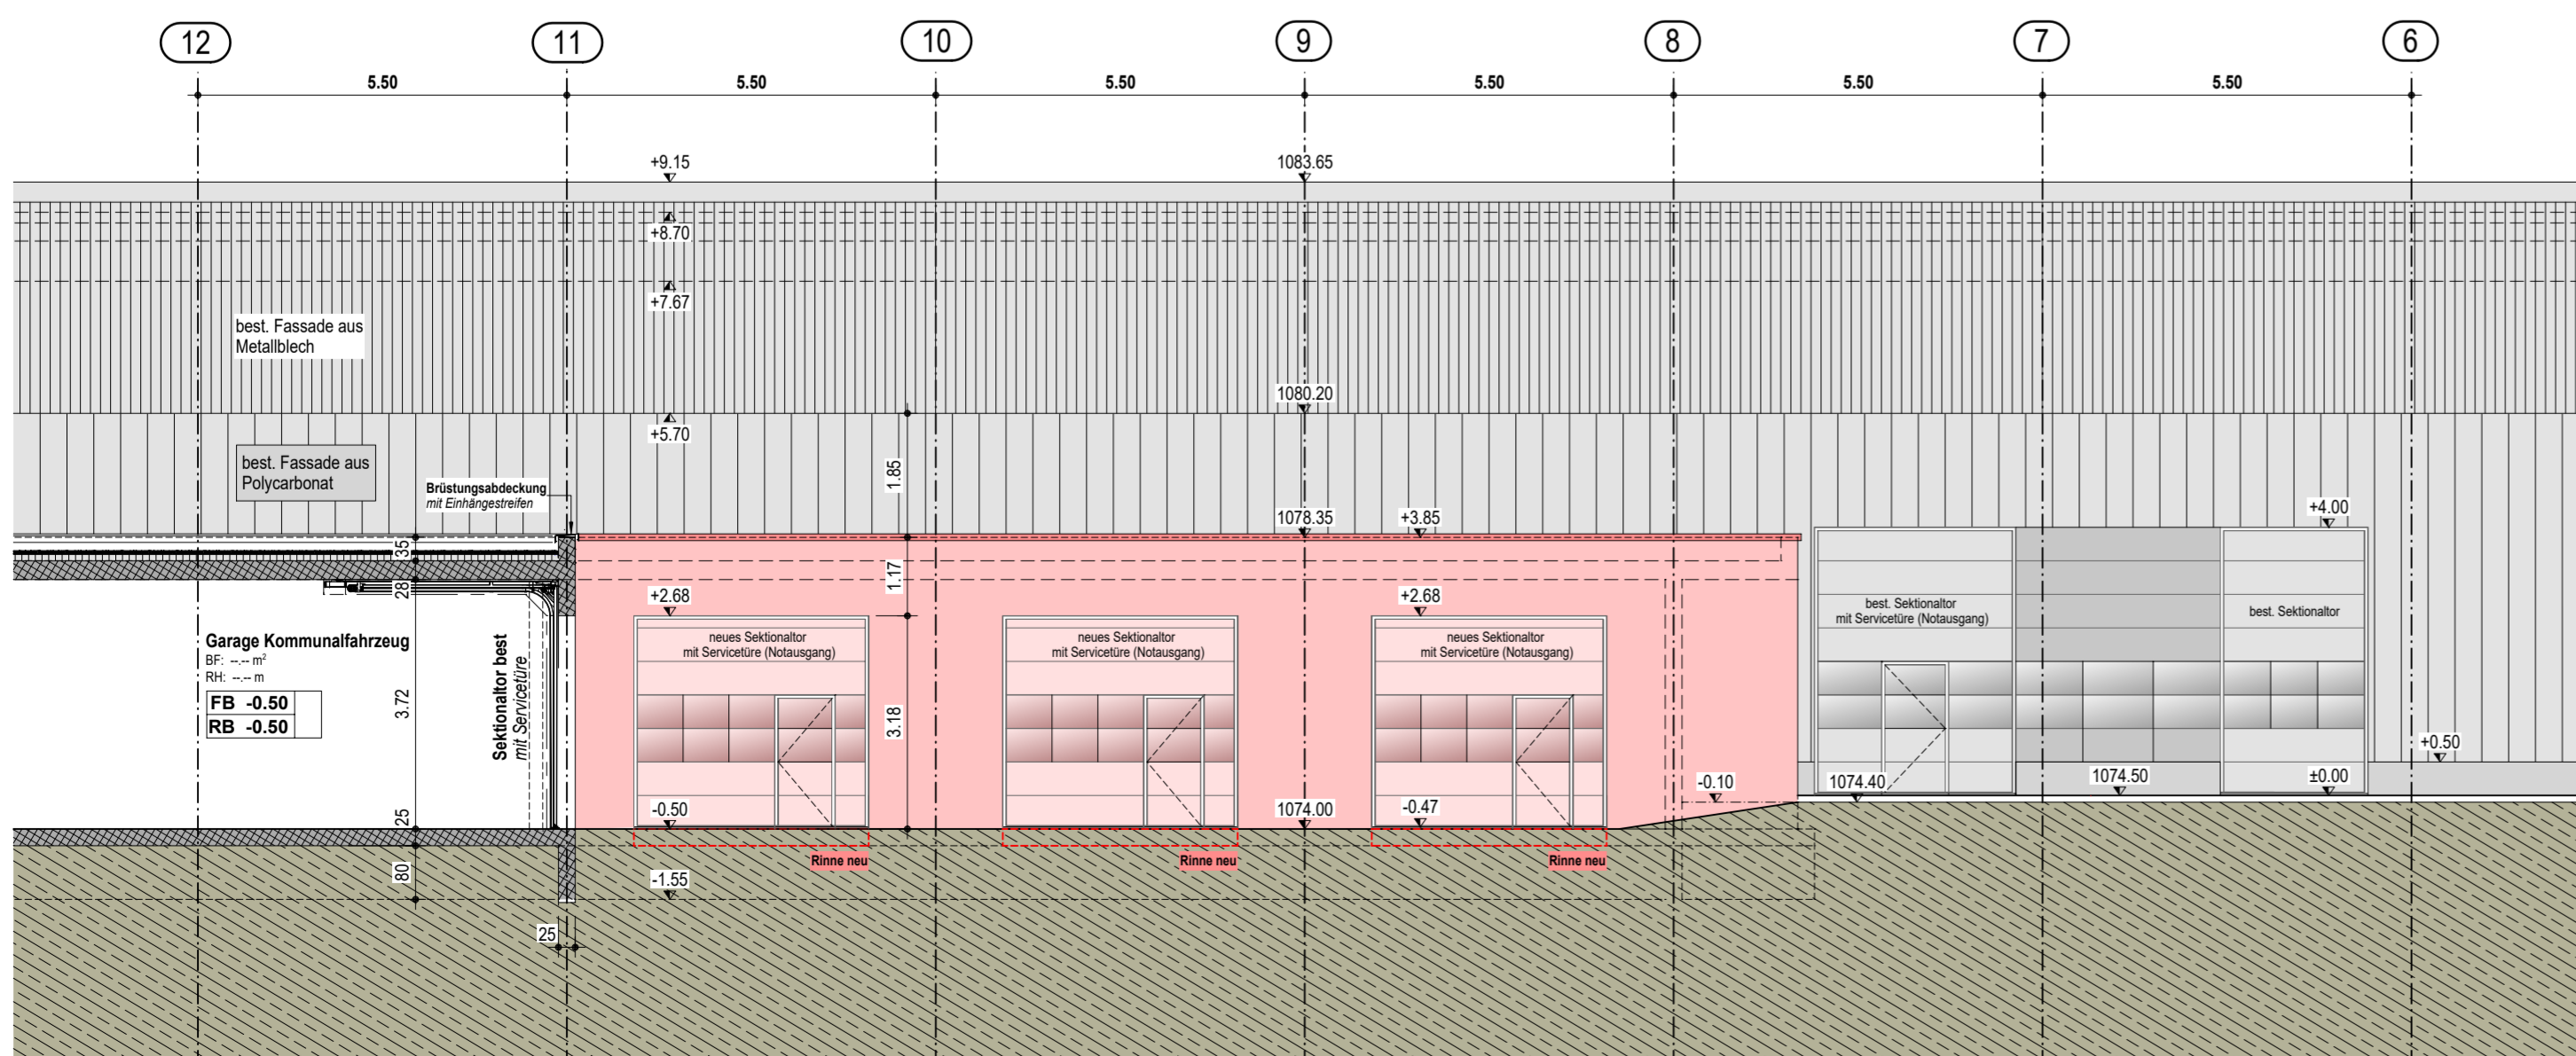 12
11
10
9
8
7
6
5.50
5.50
5.50
5.50
5.50
5.50
+9.15
1083.65
+8.70
+7.67
best. Fassade aus
Metallblech
1080.20
+5.70
best. Fassade aus
Polycarbonat
Brüstungsabdeckung
mit Einhängestreifen
1.85
1078.35
+3.85
+4.00
35
28
1.17
+2.68
+2.68
neues Sektionaltor
mit Servicetüre (Notausgang)
neues Sektionaltor
mit Servicetüre (Notausgang)
neues Sektionaltor
mit Servicetüre (Notausgang)
best. Sektionaltor
mit Servicetüre (Notausgang)
best. Sektionaltor
Garage Kommunalfahrzeug
BF: --.-- m²
RH: --.-- m
FB -0.50
RB -0.50
3.72
Sektionaltor best
mit Servicetüre
3.18
+0.50
-0.10
1074.40
1074.50
±0.00
25
-0.50
1074.00
-0.47
Rinne neu
Rinne neu
Rinne neu
80
-1.55
25